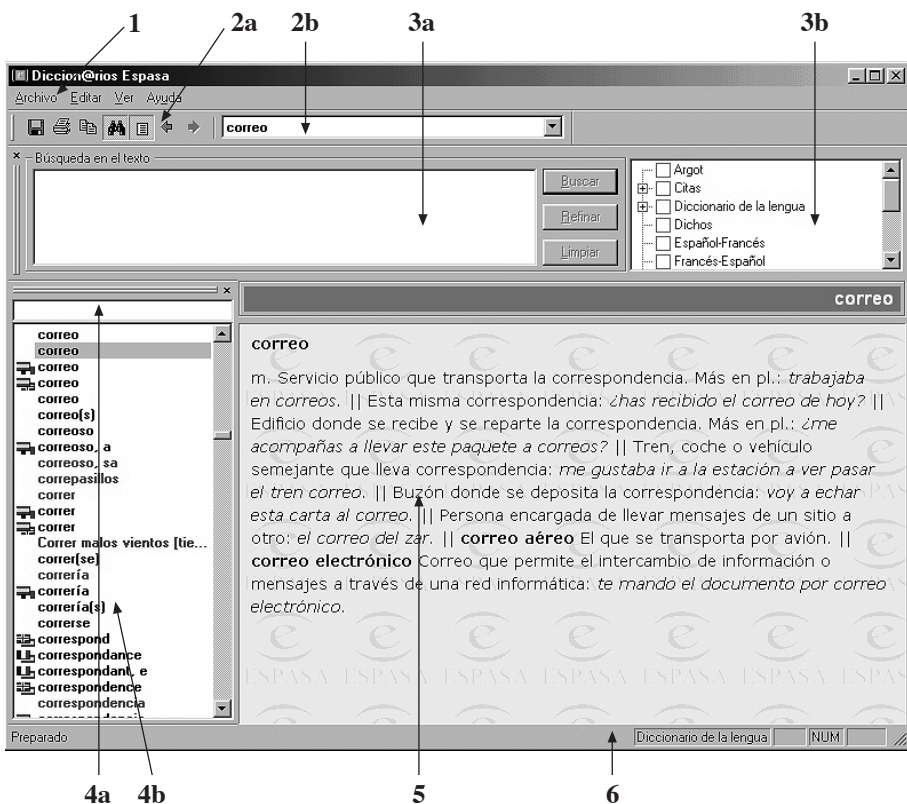 1 2a 2b 3a 3b
Diccion@rios Espasa
Archivo Editar Ver Ayuda
correo
Búsqueda en el texto
Buscar
Refinar
Limpiar
Argot
Citas
Diccionario de la lengua
Dichos
Español-Francés
Francés-Español
correo
correo
correo
correo
correo
correo
correo(s)
correoso
correoso, a
correoso, sa
correpasillos
correr
correr
correr
Correr malos vientos [tie...
correr(se)
correría
correría
correría(s)
correrse
correspond
correspondance
correspondant, e
correspondence
correspondencia
correo
m. Servicio público que transporta la correspondencia. Más en pl.: trabajaba
en correos. || Esta misma correspondencia: ¿has recibido el correo de hoy? ||
Edificio donde se recibe y se reparte la correspondencia. Más en pl.: ¿me
acompañas a llevar este paquete a correos? || Tren, coche o vehículo
semejante que lleva correspondencia: me gustaba ir a la estación a ver pasar
el tren correo. || Buzón donde se deposita la correspondencia: voy a echar
esta carta al correo. || Persona encargada de llevar mensajes de un sitio a
otro: el correo del zar. || correo aéreo El que se transporta por avión. ||
correo electrónico Correo que permite el intercambio de información o
mensajes a través de una red informática: te mando el documento por correo
electrónico.
ESPASA ESPASA ESPASA ESPASA ESPASA ESPAS
Preparado
Diccionario de la lengua NUM
4a 4b 5 6